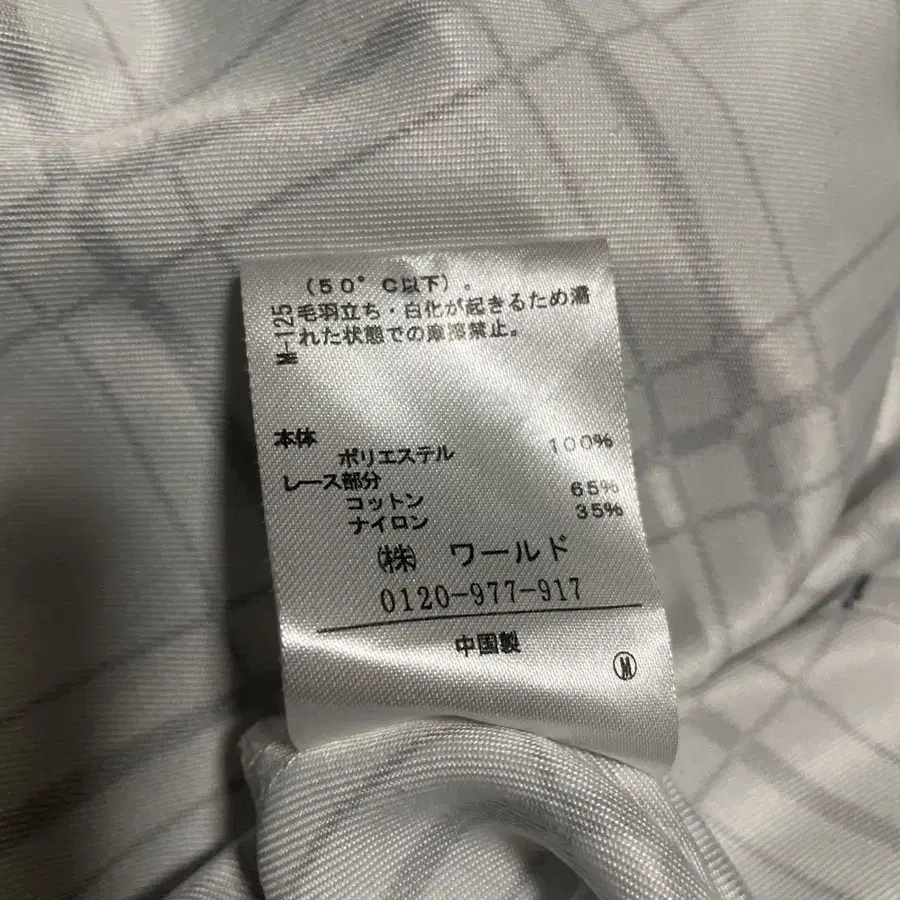 (50°C以下)。
毛羽立ち・白化が起きるため濡
れた状態での摩擦禁止。
M-125
本体
ポリエステル 100%
レース部分
コットン 65%
ナイロン 35%
(株) ワールド
0120-977-917
中国製
Ⓜ